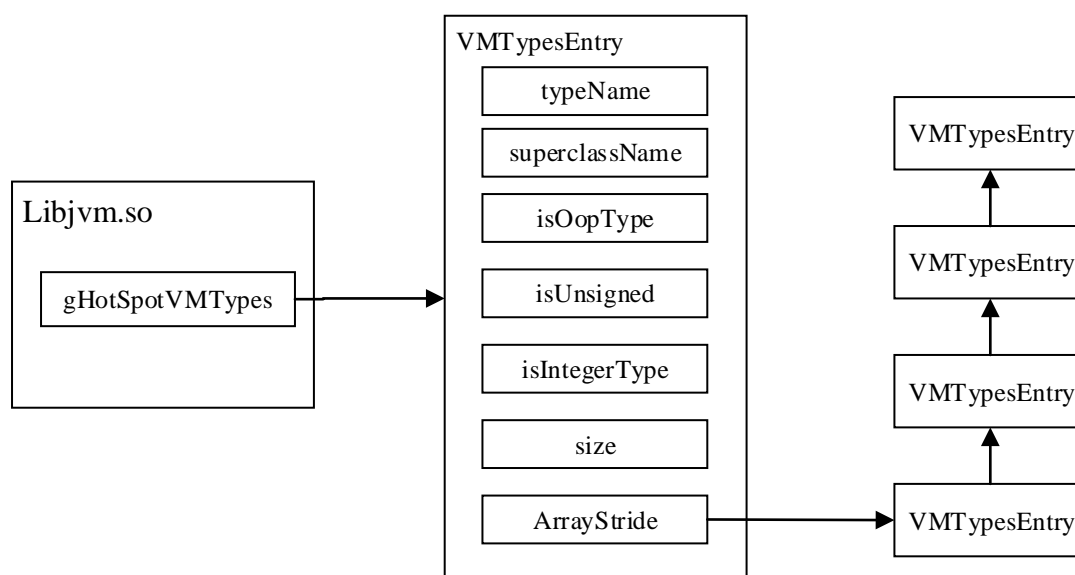 Libjvm.so
gHotSpotVMTypes
VMTypesEntry
typeName
superclassName
isOopType
isUnsigned
isIntegerType
size
ArrayStride
VMTypesEntry
VMTypesEntry
VMTypesEntry
VMTypesEntry